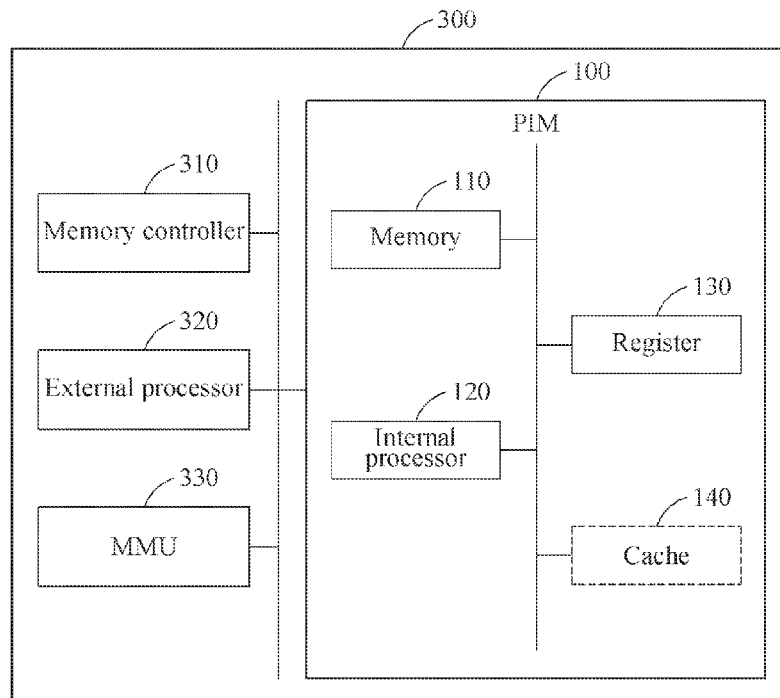 300
100
PIM
310
Memory controller
110
Memory
130
Register
320
External processor
120
Internal
processor
330
MMU
140
Cache